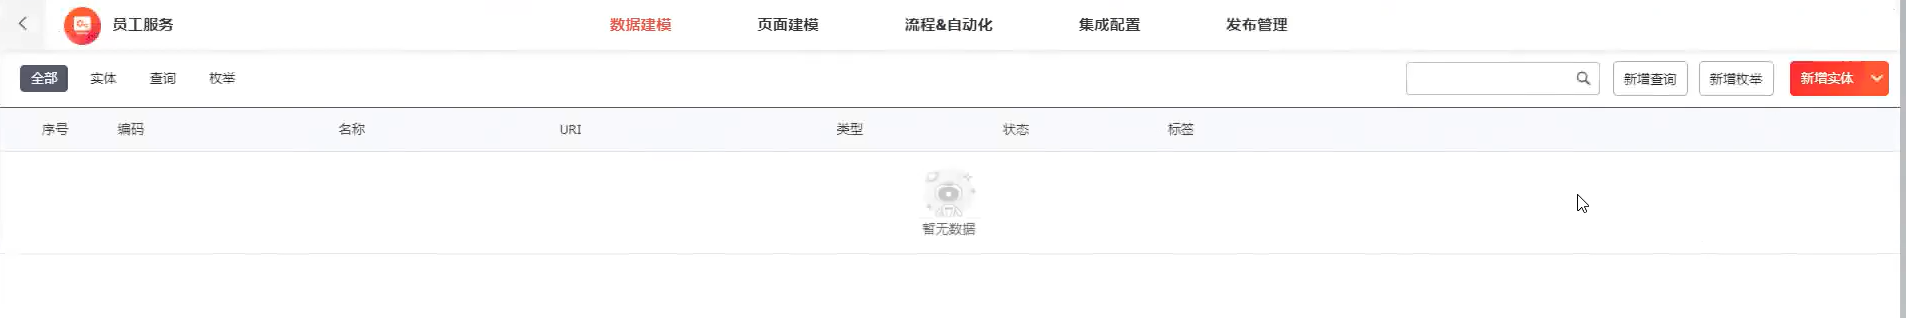 员工服务 数据建模 页面建模 流程&自动化 集成配置 发布管理
全部 实体 查询 枚举 新增查询 新增枚举 新增实体
序号 编码 名称 URI 类型 状态 标签
暂无数据